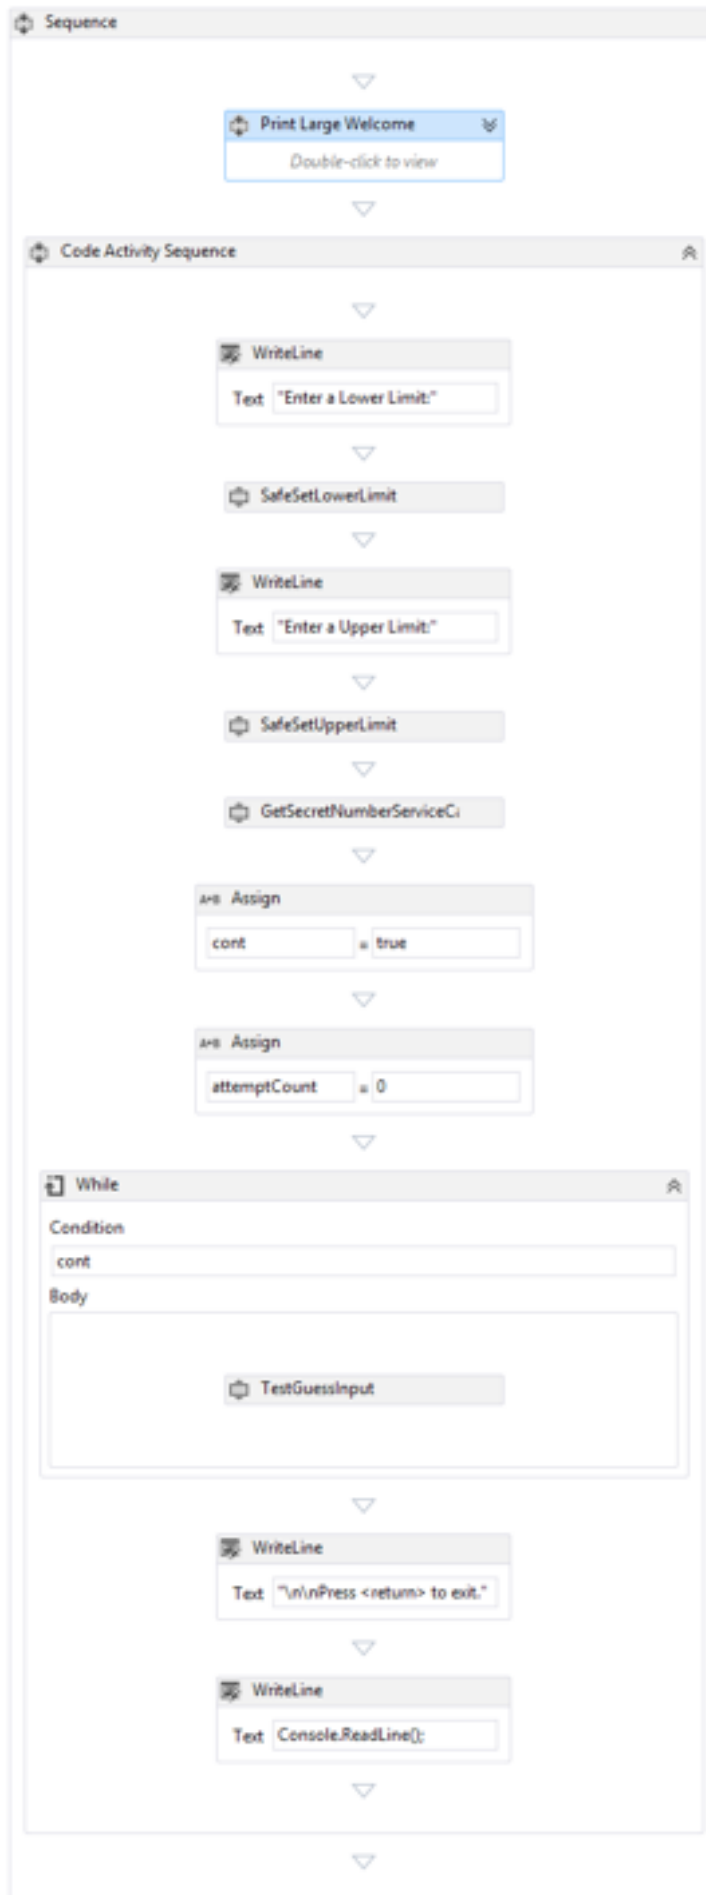 Sequence
Print Large Welcome
Double-click to view
Code Activity Sequence
WriteLine
Text "Enter a Lower Limit:"
SafeSetLowerLimit
WriteLine
Text "Enter a Upper Limit:"
SafeSetUpperLimit
GetSecretNumberServiceCa
A+B Assign
cont = true
A+B Assign
attemptCount = 0
While
Condition
cont
Body
TestGuessInput
WriteLine
Text "\n\nPress <return> to exit."
WriteLine
Text Console.ReadLine();